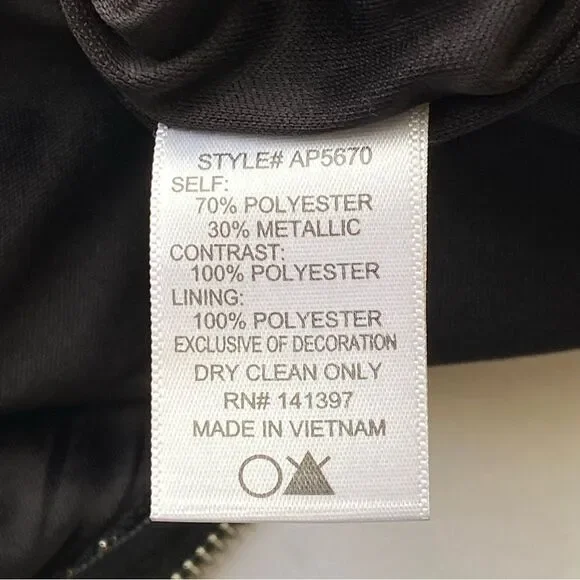 STYLE# AP5670
SELF:
70% POLYESTER
30% METALLIC
CONTRAST:
100% POLYESTER
LINING:
100% POLYESTER
EXCLUSIVE OF DECORATION
DRY CLEAN ONLY
RN# 141397
MADE IN VIETNAM